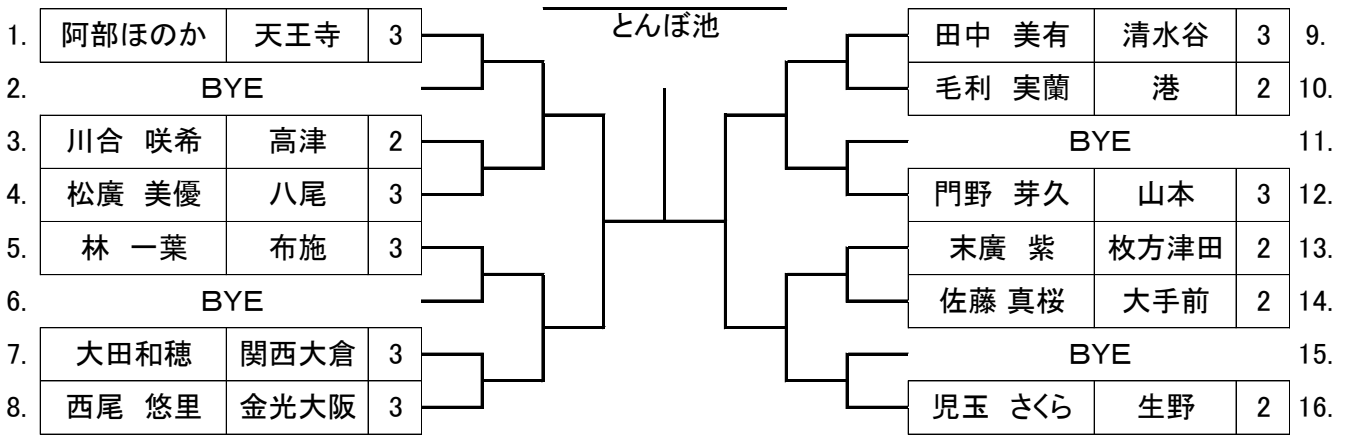 とんぼ池
1. 阿部ほのか 天王寺 3
2. BYE
3. 川合 咲希 高津 2
4. 松廣 美優 八尾 3
5. 林 一葉 布施 3
6. BYE
7. 大田和穂 関西大倉 3
8. 西尾 悠里 金光大阪 3
田中 美有 清水谷 3 9.
毛利 実蘭 港 2 10.
BYE 11.
門野 芽久 山本 3 12.
末廣 紫 枚方津田 2 13.
佐藤 真桜 大手前 2 14.
BYE 15.
児玉 さくら 生野 2 16.